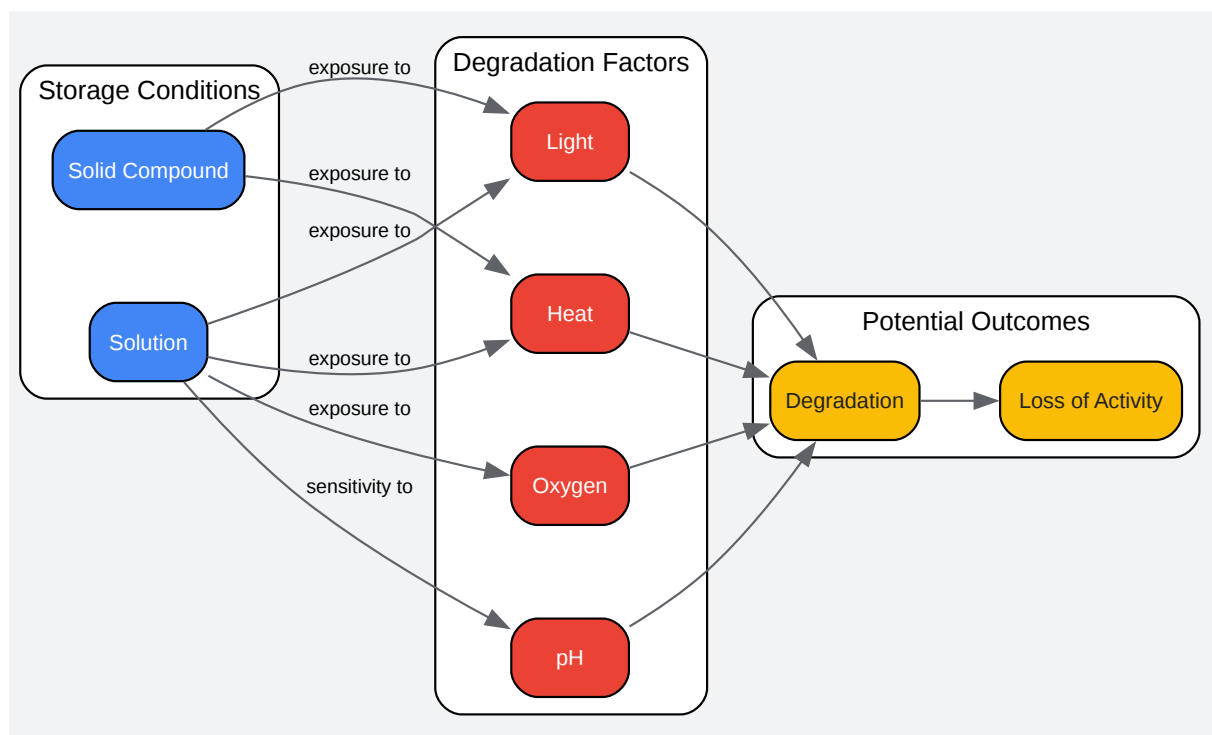 Storage Conditions
Solid Compound
Solution
exposure to
exposure to
exposure to
exposure to
exposure to
sensitivity to
Degradation Factors
Light
Heat
Oxygen
pH
Potential Outcomes
Degradation
Loss of Activity